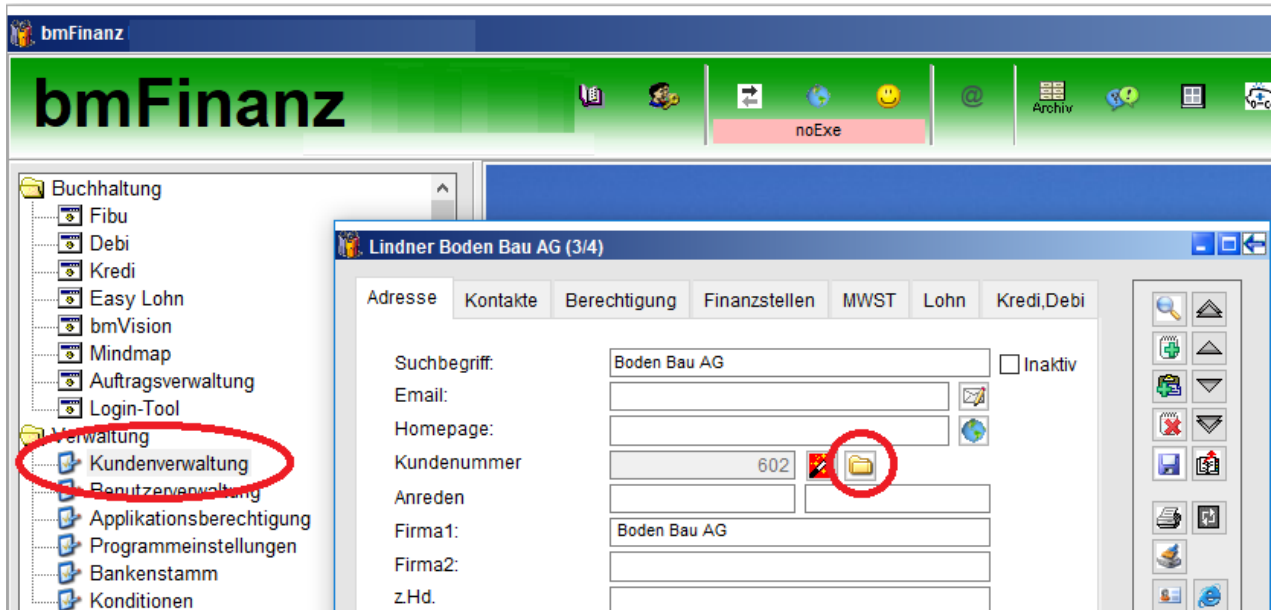 bmFinanz
bmFinanz
noExe
Archiv
@
Buchhaltung
Fibu
Debi
Kredi
Easy Lohn
bmVision
Mindmap
Auftragsverwaltung
Login-Tool
Verwaltung
Kundenverwaltung
Benutzerverwaltung
Applikationsberechtigung
Programmeinstellungen
Bankenstamm
Konditionen
Lindner Boden Bau AG (3/4)
Adresse Kontakte Berechtigung Finanzstellen MWST Lohn Kredi,Debi
Suchbegriff: Boden Bau AG Inaktiv
Email:
Homepage:
Kundenummer 602
Anreden
Firma1: Boden Bau AG
Firma2:
z.Hd.